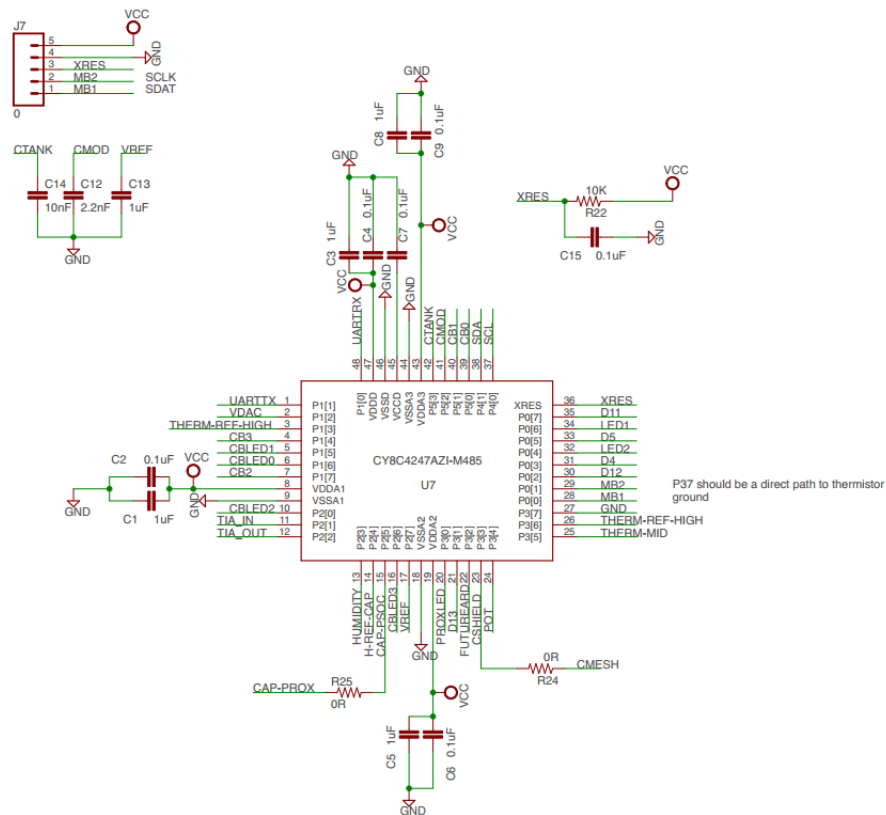 J7
VCC
5
4
GND
3 XRES
2 MB2 SCLK
1 MB1 SDAT
0
CTANK CMOD VREF
C14 C12 C13
10nF 2.2nF 1uF
GND
GND
C8 1uF
C9 0.1uF
VCC
GND
C3 1uF
C4 0.1uF
C7 0.1uF
VCC
GND
GND
XRES
10K
R22
VCC
C15
0.1uF
GND
UARTRX
CTANK
CMOD
CB1
CB0
SDA
SCL
48 47 46 45 44 43 42 41 40 39 38 37
P1[0] VDDD VSSD VCCD VSSA3 VDDA3 P5[3] P5[2] P5[1] P5[0] P4[1] P4[0]
UARTTX 1 P1[1]
VDAC 2 P1[2]
THERM-REF-HIGH 3 P1[3]
CB3 4 P1[4]
CBLED1 5 P1[5]
CBLED0 6 P1[6]
CB2 7 P1[7]
8 VDDA1
9 VSSA1
CBLED2 10 P2[0]
TIA_IN 11 P2[1]
TIA_OUT 12 P2[2]
C2 0.1uF
VCC
GND
GND
C1 1uF
CY8C4247AZI-M485
U7
XRES 36 XRES
P0[7] 35 D11
P0[6] 34 LED1
P0[5] 33 D5
P0[4] 32 LED2
P0[3] 31 D4
P0[2] 30 D12
P0[1] 29 MB2
P0[0] 28 MB1
P3[7] 27 GND
P3[6] 26 THERM-REF-HIGH
P3[5] 25 THERM-MID
P37 should be a direct path to thermistor
ground
P2[3] P2[4] P2[5] P2[6] P2[7] VSSA2 VDDA2 P3[0] P3[1] P3[2] P3[3] P3[4]
13 14 15 16 17 18 19 20 21 22 23 24
HUMIDITY
H-REF-CAP
CAP-PSOC
CBLED3
VREF
GND
PROXLED
D13
FUTUREARD
CSHIELD
POT
CAP-PROX
R25
0R
0R
R24
CMESH
VCC
C5 1uF
C6 0.1uF
GND